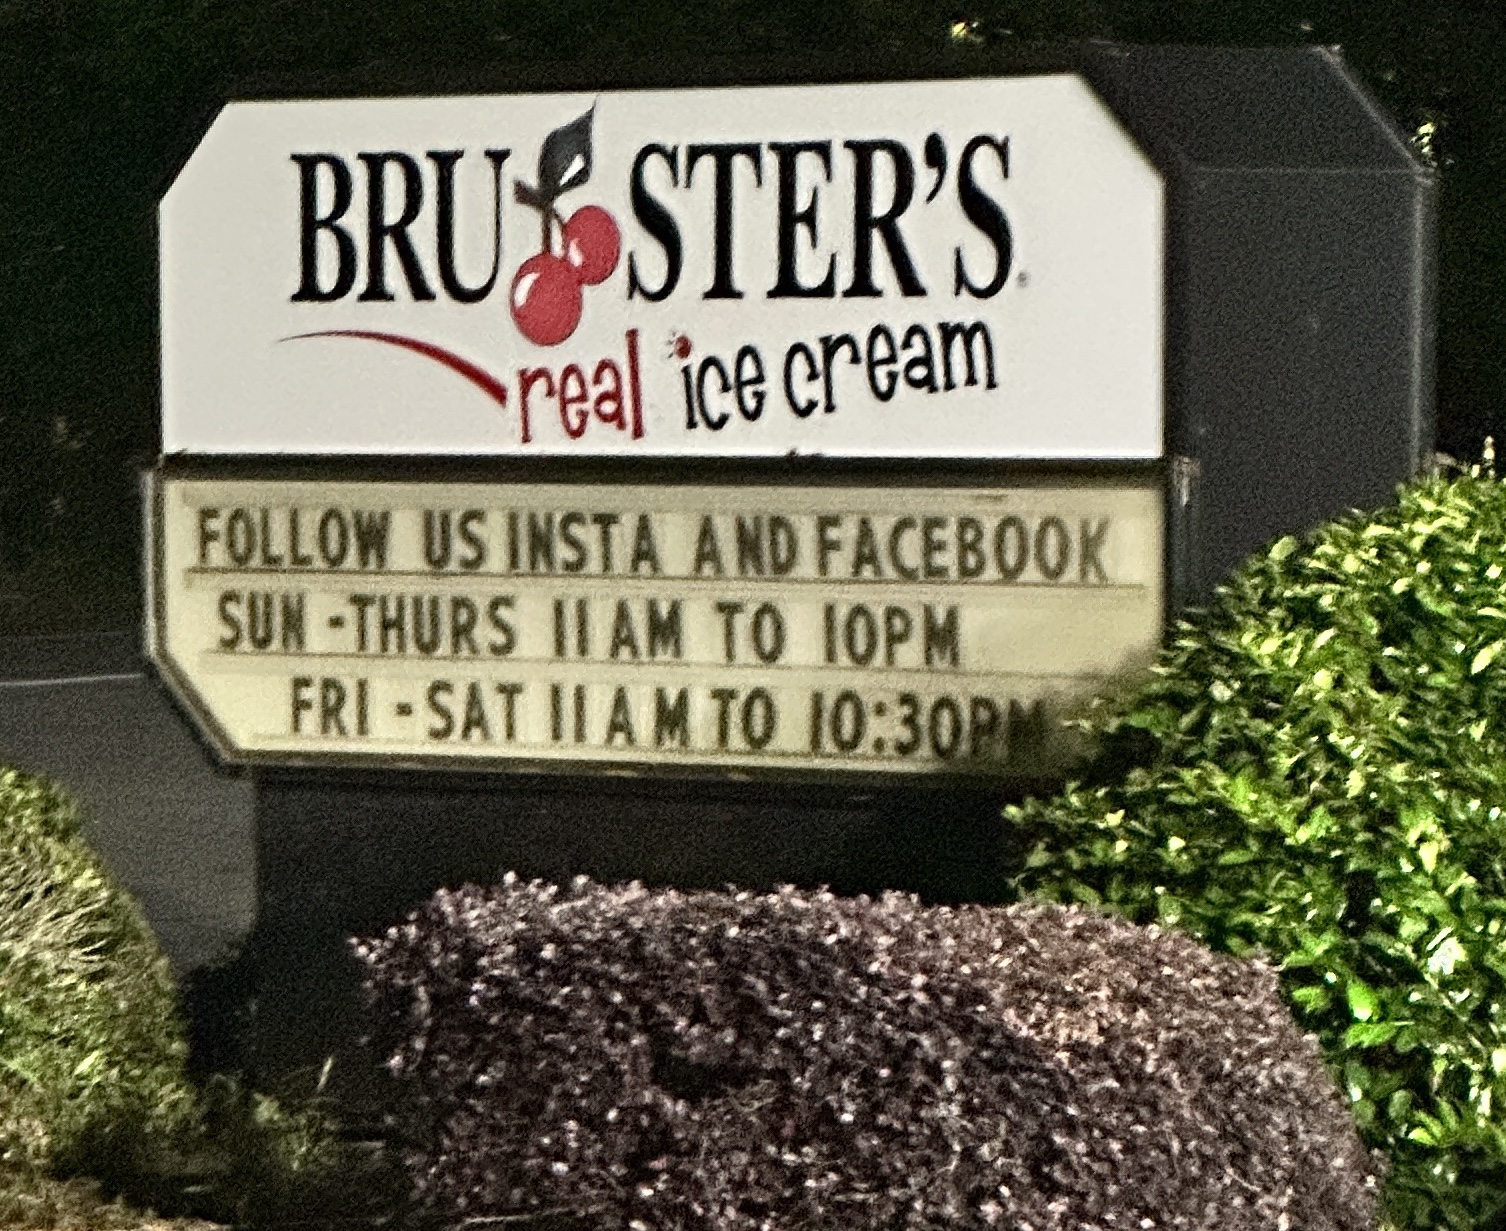 BRUSTER'S
real ice cream
FOLLOW US INSTA AND FACEBOOK
SUN-THURS 11 AM TO 10PM
FRI-SAT 11 AM TO 10:30PM